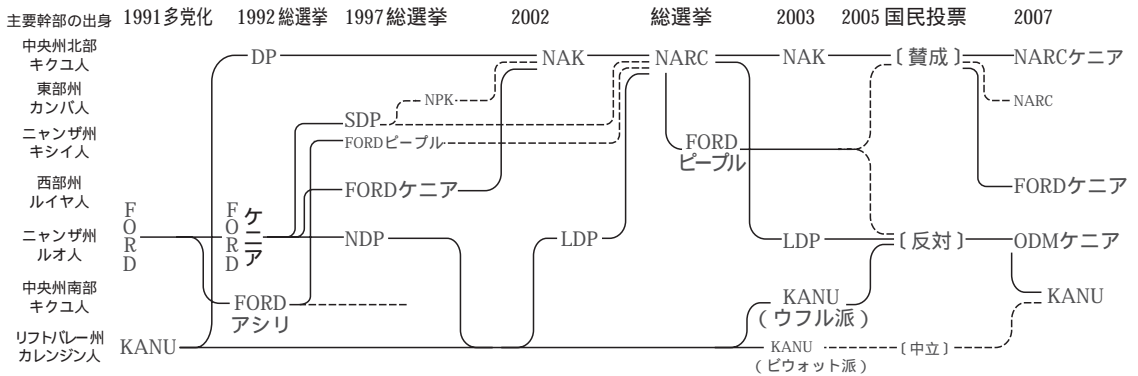 主要幹部の出身 1991多党化 1992総選挙 1997総選挙 2002 総選挙 2003 2005国民投票 2007
中央州北部
キクユ人
DP NAK NARC NAK 〔賛成〕 NARCケニア
東部州
カンバ人
NPK NARC
SDP
ニャンザ州
キシイ人
FORDピープル FORD
ピープル
西部州
ルイヤ人
FORDケニア FORDケニア
FORD FORD ケニア
ニャンザ州
ルオ人
NDP LDP LDP 〔反対〕 ODMケニア
中央州南部
キクユ人
FORD
アシリ
KANU
(ウフル派)
KANU
リフトバレー州
カレンジン人
KANU KANU
(ビウォット派)
〔中立〕